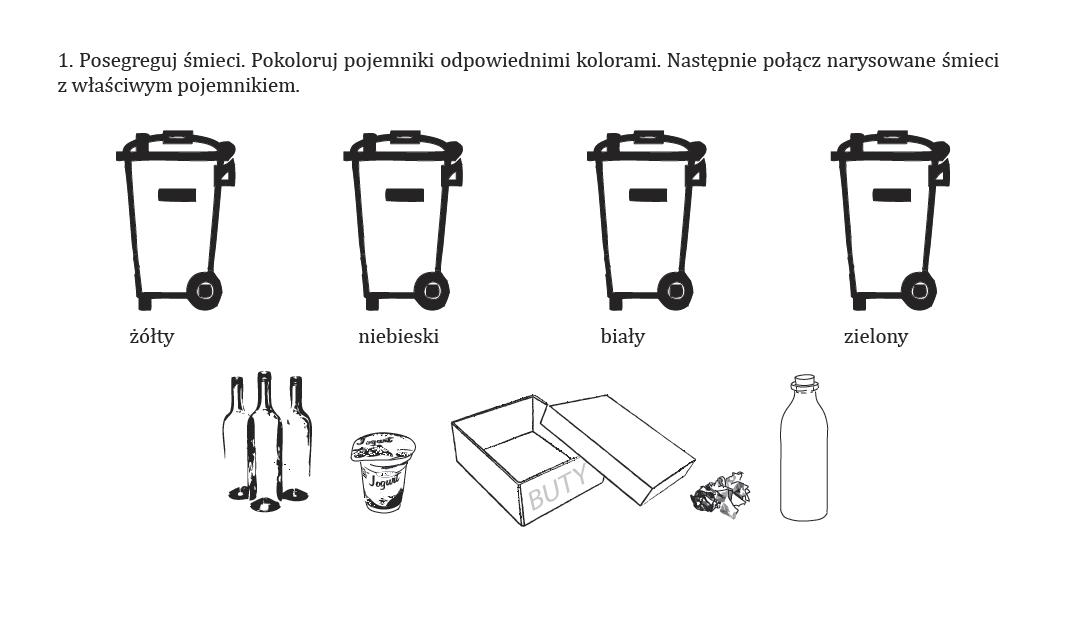 1. Posegreguj śmieci. Pokoloruj pojemniki odpowiednimi kolorami. Następnie połącz narysowane śmieci
z właściwym pojemnikiem.
żółty
niebieski
biały
zielony
Jogurt
Jogurt
BUTY